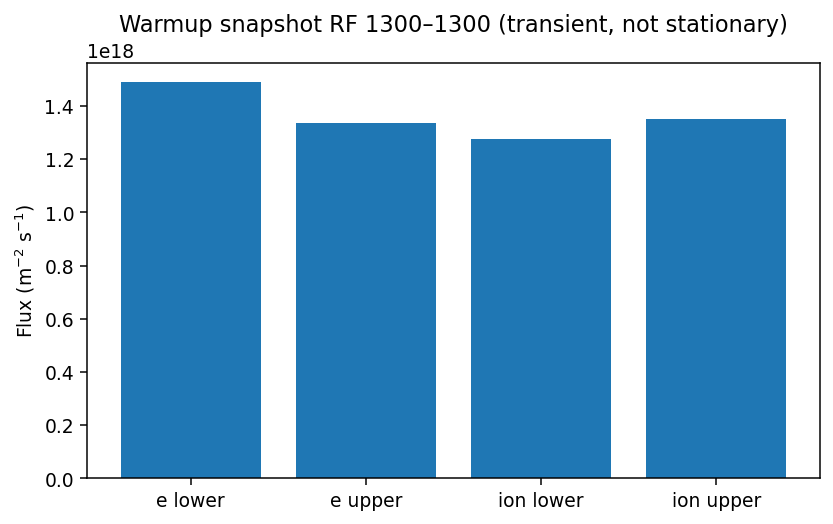 Warmup snapshot RF 1300–1300 (transient, not stationary)
1e18
1.4
1.2
1.0
0.8
0.6
0.4
0.2
0.0
Flux (m⁻² s⁻¹)
e lower
e upper
ion lower
ion upper